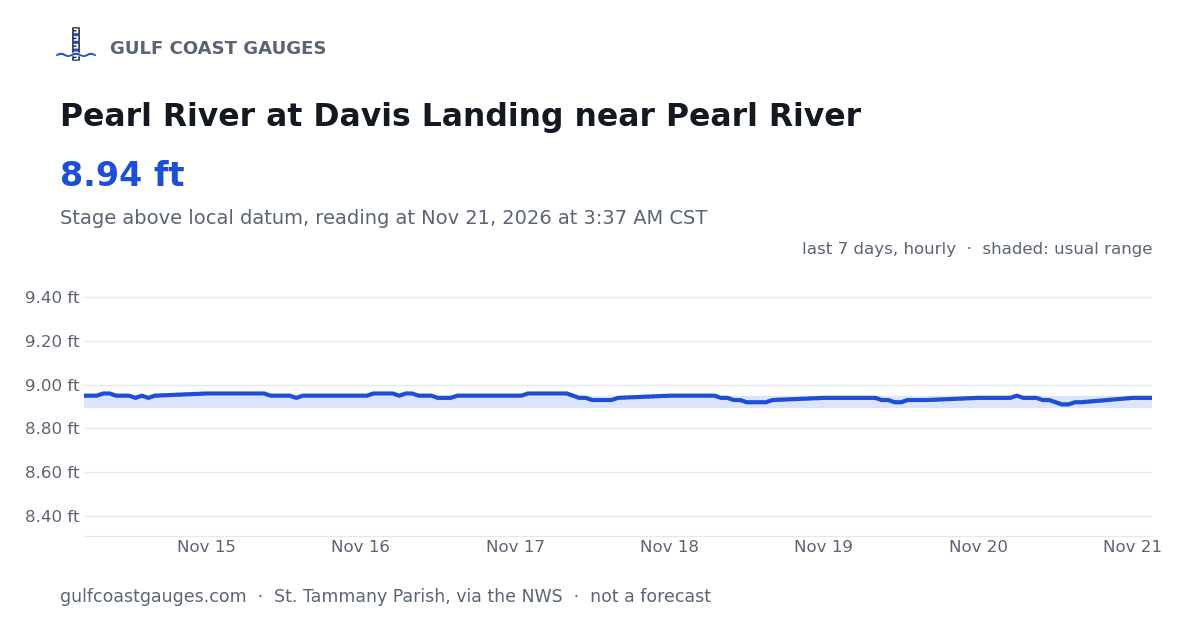 GULF COAST GAUGES
Pearl River at Davis Landing near Pearl River
8.94 ft
Stage above local datum, reading at Nov 21, 2026 at 3:37 AM CST
last 7 days, hourly · shaded: usual range
9.40 ft
9.20 ft
9.00 ft
8.80 ft
8.60 ft
8.40 ft
Nov 15 Nov 16 Nov 17 Nov 18 Nov 19 Nov 20 Nov 21
gulfcoastgauges.com · St. Tammany Parish, via the NWS · not a forecast